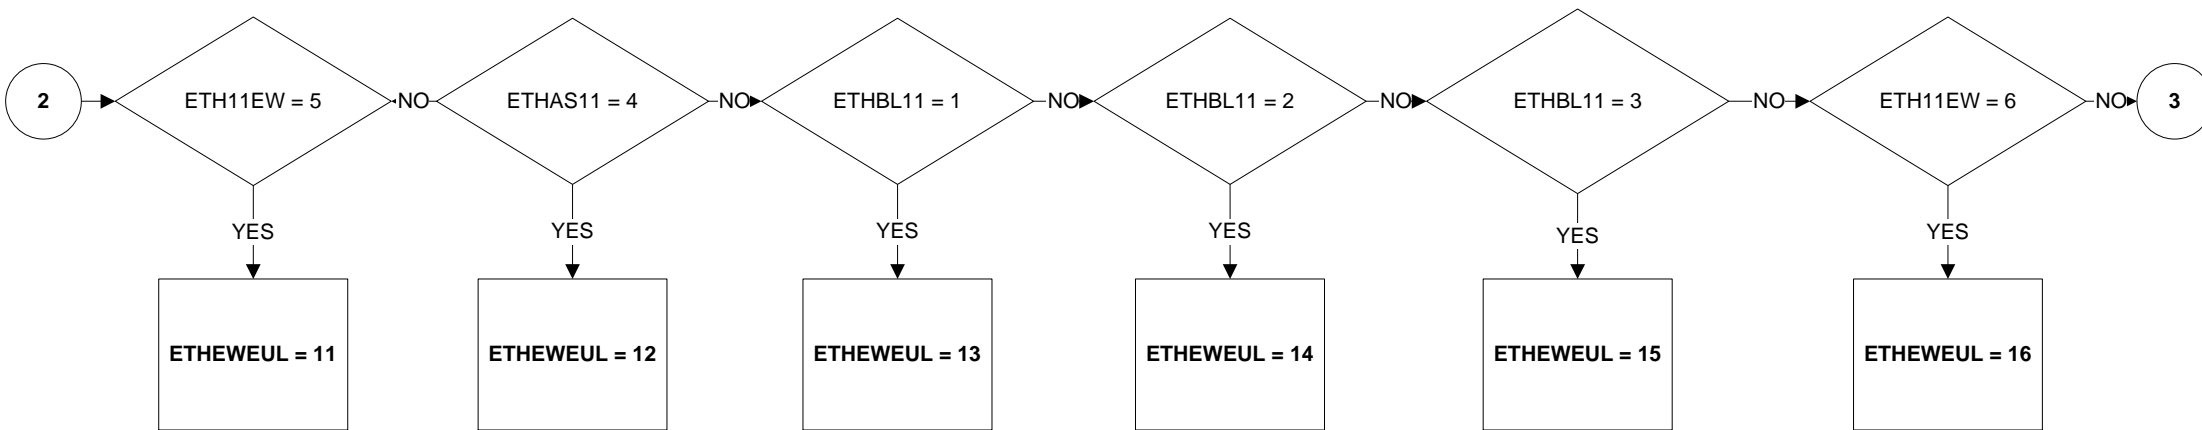 2
ETH11EW = 5
NO
ETHAS11 = 4
NO
ETHBL11 = 1
NO
ETHBL11 = 2
NO
ETHBL11 = 3
NO
ETH11EW = 6
NO
3
YES
YES
YES
YES
YES
YES
ETHEWEUL = 11
ETHEWEUL = 12
ETHEWEUL = 13
ETHEWEUL = 14
ETHEWEUL = 15
ETHEWEUL = 16